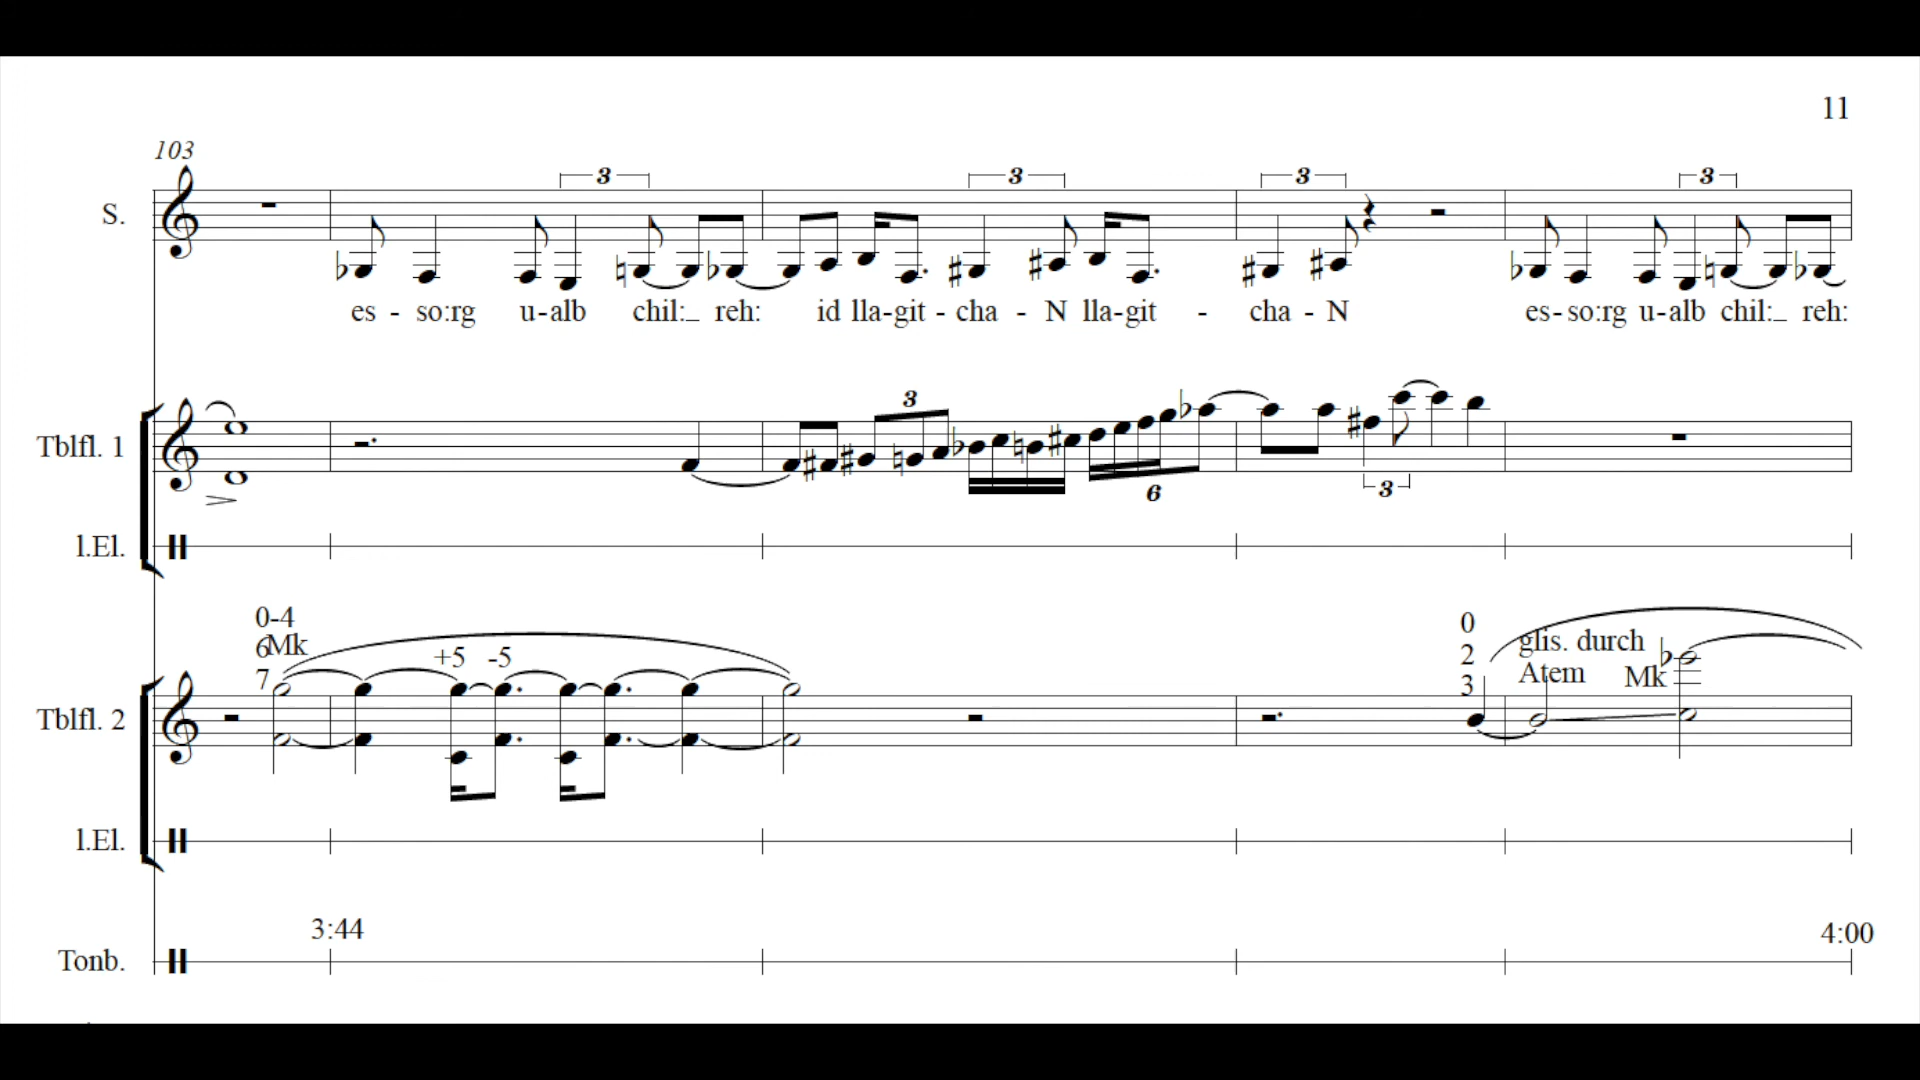 11
103
3 3 3 3
S.
es - so:rg u-alb chil:_ reh: id lla-git - cha - N lla-git - cha - N es-so:rg u-alb chil:_ reh:
3
Tblfl. 1
3
6
l.El.
0-4
6 Mk
7
+5 -5
0
2
3
glis. durch
Atem Mk
Tblfl. 2
l.El.
3:44
4:00
Tonb.